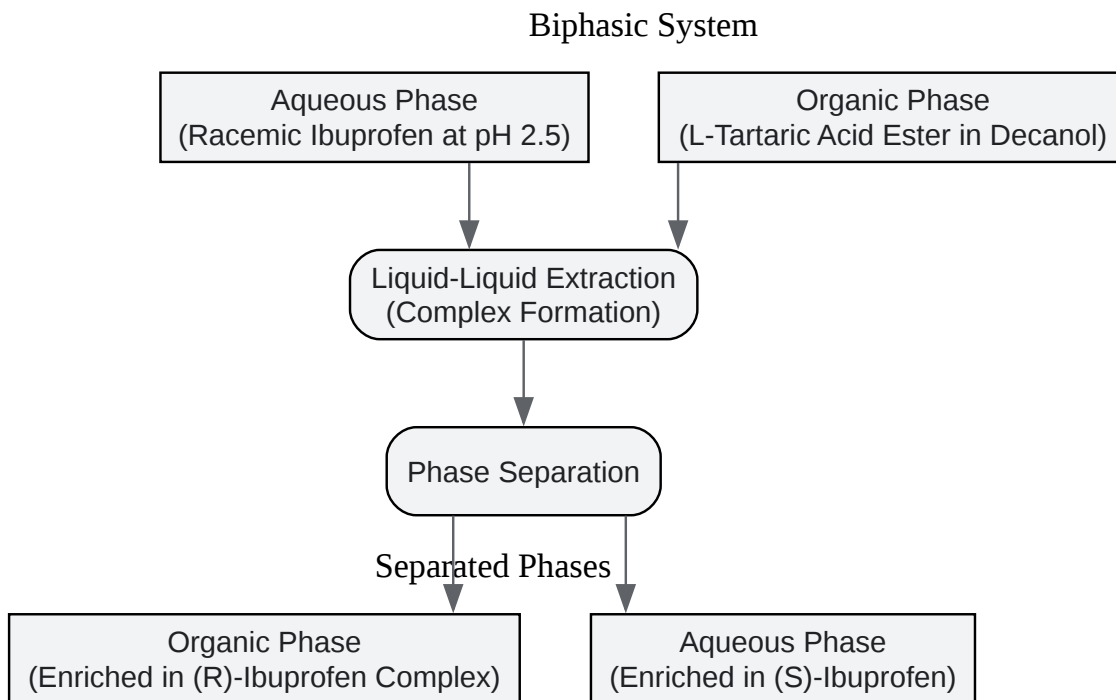 Biphasic System
Aqueous Phase
(Racemic Ibuprofen at pH 2.5)
Organic Phase
(L-Tartaric Acid Ester in Decanol)
Liquid-Liquid Extraction
(Complex Formation)
Phase Separation
Separated Phases
Organic Phase
(Enriched in (R)-Ibuprofen Complex)
Aqueous Phase
(Enriched in (S)-Ibuprofen)